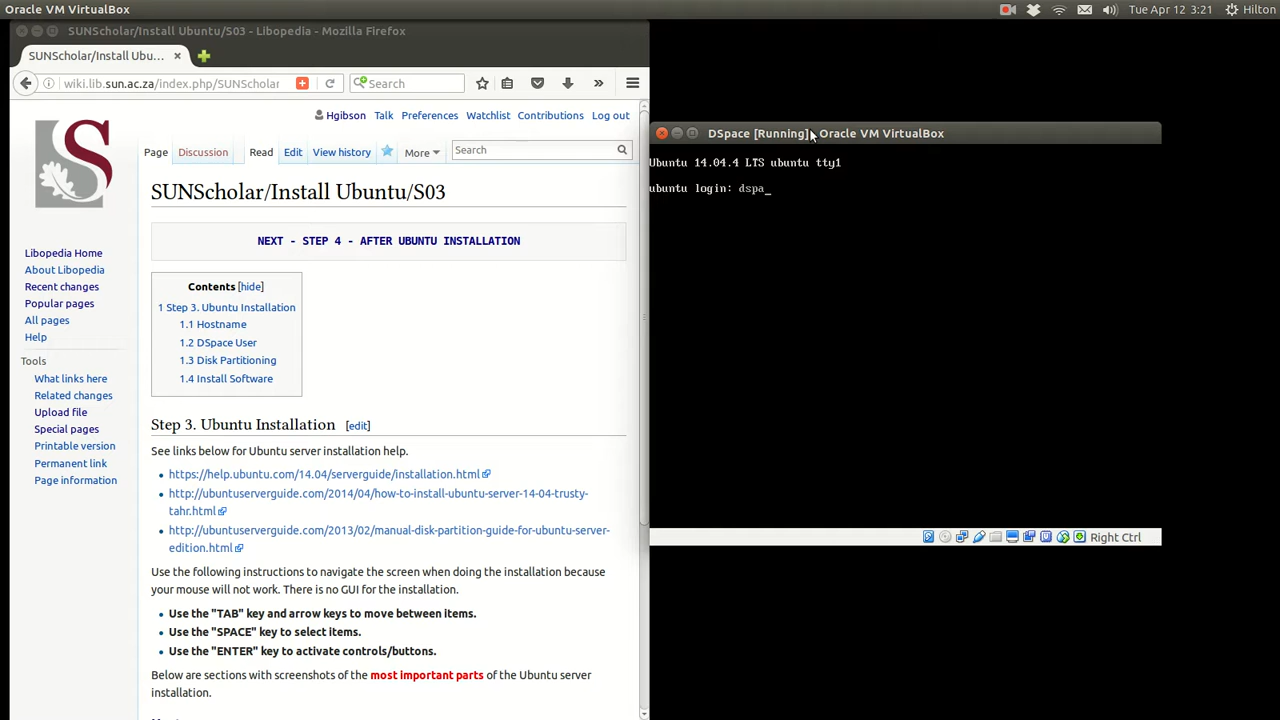 Oracle VM VirtualBox
Tue Apr 12 3:21
Hilton
SUNScholar/Install Ubuntu/S03 - Libopedia - Mozilla Firefox
SUNScholar/Install Ubu...
wiki.lib.sun.ac.za/index.php/SUNScholar
Search
Hgibson Talk Preferences Watchlist Contributions Log out
Page Discussion Read Edit View history More Search
SUNScholar/Install Ubuntu/S03
NEXT - STEP 4 - AFTER UBUNTU INSTALLATION
Libopedia Home
About Libopedia
Recent changes
Popular pages
All pages
Help
Tools
What links here
Related changes
Upload file
Special pages
Printable version
Permanent link
Page information
Contents [hide]
1 Step 3. Ubuntu Installation
1.1 Hostname
1.2 DSpace User
1.3 Disk Partitioning
1.4 Install Software
Step 3. Ubuntu Installation [edit]
See links below for Ubuntu server installation help.
https://help.ubuntu.com/14.04/serverguide/installation.html
http://ubuntuserverguide.com/2014/04/how-to-install-ubuntu-server-14-04-trusty-
tahr.html
http://ubuntuserverguide.com/2013/02/manual-disk-partition-guide-for-ubuntu-server-
edition.html
Use the following instructions to navigate the screen when doing the installation because
your mouse will not work. There is no GUI for the installation.
Use the "TAB" key and arrow keys to move between items.
Use the "SPACE" key to select items.
Use the "ENTER" key to activate controls/buttons.
Below are sections with screenshots of the most important parts of the Ubuntu server
installation.
DSpace [Running] - Oracle VM VirtualBox
Ubuntu 14.04.4 LTS ubuntu tty1
ubuntu login: dspa_
Right Ctrl